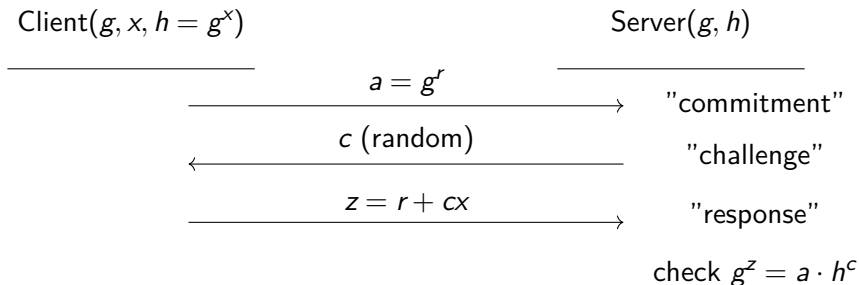 Client(g, x, h = g^x) Server(g, h)
a = g^r
"commitment"
c (random)
"challenge"
z = r + cx
"response"
check g^z = a · h^c